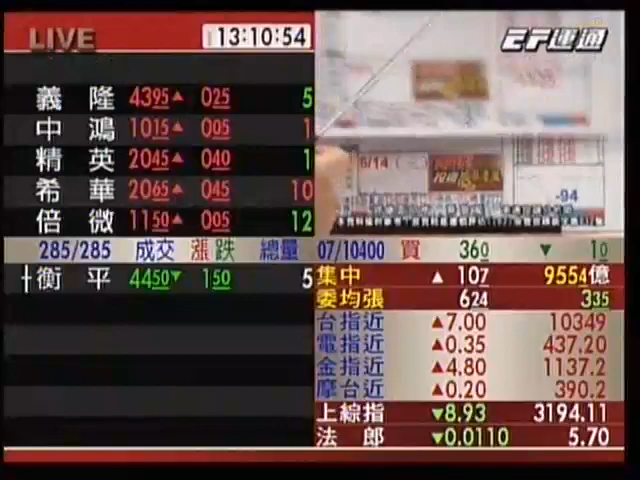 LIVE 13:10:54 EF運通
義隆 4395▲ 025 5
中鴻 1015▲ 005 1
精英 2045▲ 040 1
希華 2065▲ 045 10
倍微 1150▲ 005 12
6/14
-94
285/285 成交 漲跌 總量
07/10400 買 360 ▼ 10
衡平 4450▼ 150 5
集中 ▲ 107 9554億
委均張 624 335
台指近 ▲7.00 10349
電指近 ▲0.35 437.20
金指近 ▲4.80 1137.2
摩台近 ▲0.20 390.2
上綜指 ▼8.93 3194.11
法郎 ▼0.0110 5.70